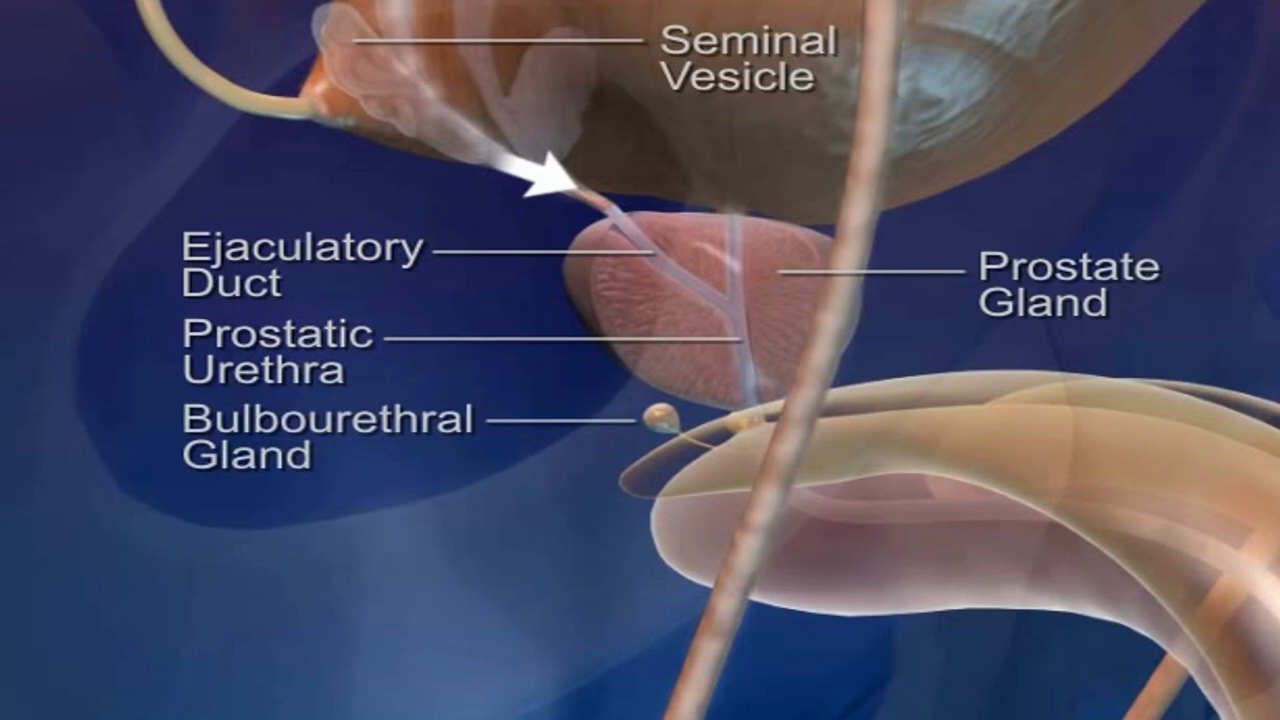 Seminal
Vesicle
Ejaculatory
Duct
Prostatic
Urethra
Bulbourethral
Gland
Prostate
Gland